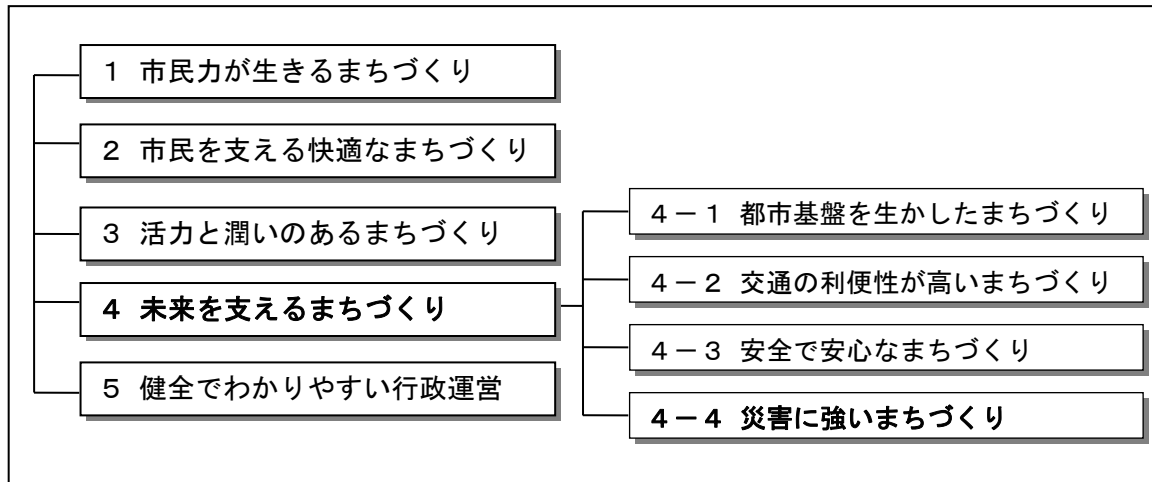 １ 市民力が生きるまちづくり
２ 市民を支える快適なまちづくり
３ 活力と潤いのあるまちづくり
４ 未来を支えるまちづくり
５ 健全でわかりやすい行政運営
４－１ 都市基盤を生かしたまちづくり
４－２ 交通の利便性が高いまちづくり
４－３ 安全で安心なまちづくり
４－４ 災害に強いまちづくり